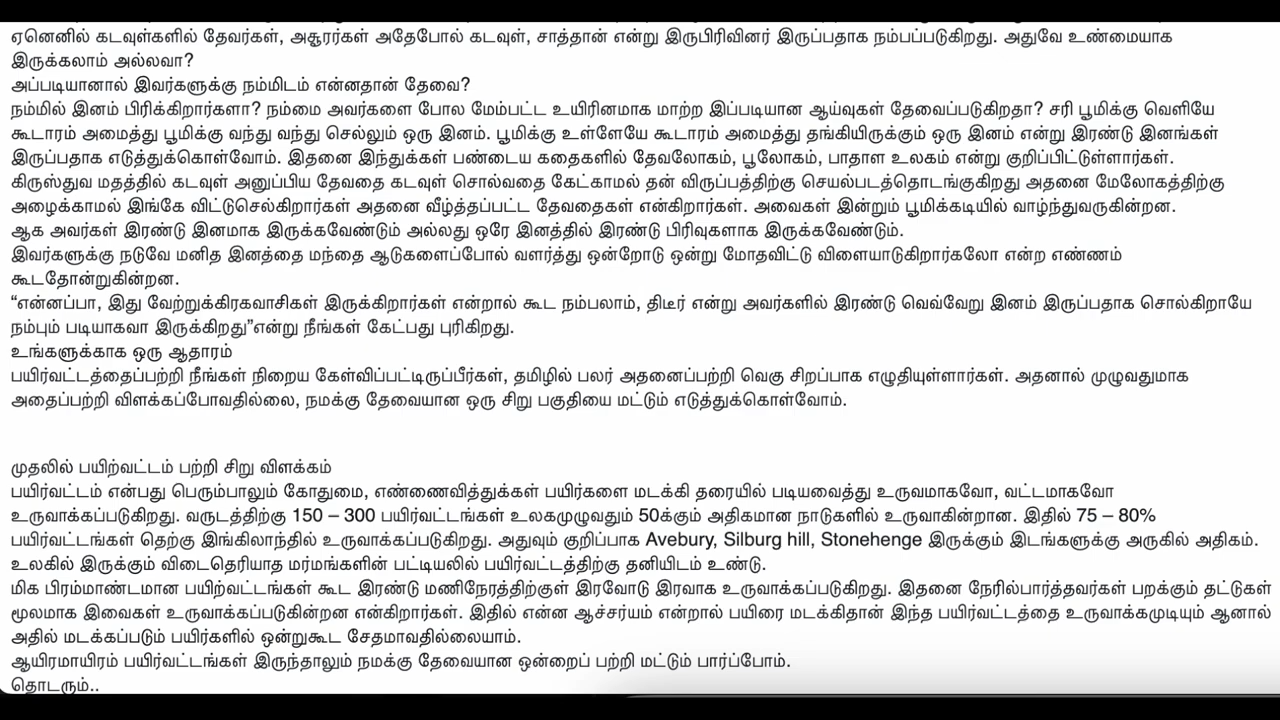 ஏனெனில் கடவுள்களில் தேவர்கள், அசூரர்கள் அதேபோல் கடவுள், சாத்தான் என்று இருபிரிவினர் இருப்பதாக நம்பப்படுகிறது. அதுவே உண்மையாக
இருக்கலாம் அல்லவா?
அப்படியானால் இவர்களுக்கு நம்மிடம் என்னதான் தேவை?
நம்மில் இனம் பிரிக்கிறார்களா? நம்மை அவர்களை போல மேம்பட்ட உயிரினமாக மாற்ற இப்படியான ஆய்வுகள் தேவைப்படுகிறதா? சரி பூமிக்கு வெளியே
கூடாரம் அமைத்து பூமிக்கு வந்து வந்து செல்லும் ஒரு இனம். பூமிக்கு உள்ளேயே கூடாரம் அமைத்து தங்கியிருக்கும் ஒரு இனம் என்று இரண்டு இனங்கள்
இருப்பதாக எடுத்துக்கொள்வோம். இதனை இந்துக்கள் பண்டைய கதைகளில் தேவலோகம், பூலோகம், பாதாள உலகம் என்று குறிப்பிட்டுள்ளார்கள்.
கிருஸ்துவ மதத்தில் கடவுள் அனுப்பிய தேவதை கடவுள் சொல்வதை கேட்காமல் தன் விருப்பத்திற்கு செயல்படத்தொடங்குகிறது அதனை மேலோகத்திற்கு
அழைக்காமல் இங்கே விட்டுசெல்கிறார்கள் அதனை வீழ்த்தப்பட்ட தேவதைகள் என்கிறார்கள். அவைகள் இன்றும் பூமிக்கடியில் வாழ்ந்துவருகின்றன.
ஆக அவர்கள் இரண்டு இனமாக இருக்கவேண்டும் அல்லது ஒரே இனத்தில் இரண்டு பிரிவுகளாக இருக்கவேண்டும்.
இவர்களுக்கு நடுவே மனித இனத்தை மந்தை ஆடுகளைப்போல் வளர்த்து ஒன்றோடு ஒன்று மோதவிட்டு விளையாடுகிறார்களோ என்ற எண்ணம்
கூடதோன்றுகின்றன.
“என்னப்பா, இது வேற்றுக்கிரகவாசிகள் இருக்கிறார்கள் என்றால் கூட நம்பலாம், திடீர் என்று அவர்களில் இரண்டு வெவ்வேறு இனம் இருப்பதாக சொல்கிறாயே
நம்பும் படியாகவா இருக்கிறது”என்று நீங்கள் கேட்பது புரிகிறது.
உங்களுக்காக ஒரு ஆதாரம்
பயிர்வட்டத்தைப்பற்றி நீங்கள் நிறைய கேள்விப்பட்டிருப்பீர்கள், தமிழில் பலர் அதனைப்பற்றி வெகு சிறப்பாக எழுதியுள்ளார்கள். அதனால் முழுவதுமாக
அதைப்பற்றி விளக்கப்போவதில்லை, நமக்கு தேவையான ஒரு சிறு பகுதியை மட்டும் எடுத்துக்கொள்வோம்.
முதலில் பயிற்வட்டம் பற்றி சிறு விளக்கம்
பயிர்வட்டம் என்பது பெரும்பாலும் கோதுமை, எண்ணைவித்துக்கள் பயிர்களை மடக்கி தரையில் படியவைத்து உருவமாகவோ, வட்டமாகவோ
உருவாக்கப்படுகிறது. வருடத்திற்கு 150 – 300 பயிர்வட்டங்கள் உலகமுழுவதும் 50க்கும் அதிகமான நாடுகளில் உருவாகின்றான. இதில் 75 – 80%
பயிர்வட்டங்கள் தெற்கு இங்கிலாந்தில் உருவாக்கப்படுகிறது. அதுவும் குறிப்பாக Avebury, Silburg hill, Stonehenge இருக்கும் இடங்களுக்கு அருகில் அதிகம்.
உலகில் இருக்கும் விடைதெரியாத மர்மங்களின் பட்டியலில் பயிர்வட்டத்திற்கு தனியிடம் உண்டு.
மிக பிரம்மாண்டமான பயிற்வட்டங்கள் கூட இரண்டு மணிநேரத்திற்குள் இரவோடு இரவாக உருவாக்கப்படுகிறது. இதனை நேரில்பார்த்தவர்கள் பறக்கும் தட்டுகள்
மூலமாக இவைகள் உருவாக்கப்படுகின்றன என்கிறார்கள். இதில் என்ன ஆச்சர்யம் என்றால் பயிரை மடக்கிதான் இந்த பயிர்வட்டத்தை உருவாக்கமுடியும் ஆனால்
அதில் மடக்கப்படும் பயிர்களில் ஒன்றுகூட சேதமாவதில்லையாம்.
ஆயிரமாயிரம் பயிர்வட்டங்கள் இருந்தாலும் நமக்கு தேவையான ஒன்றைப் பற்றி மட்டும் பார்ப்போம்.
தொடரும்..